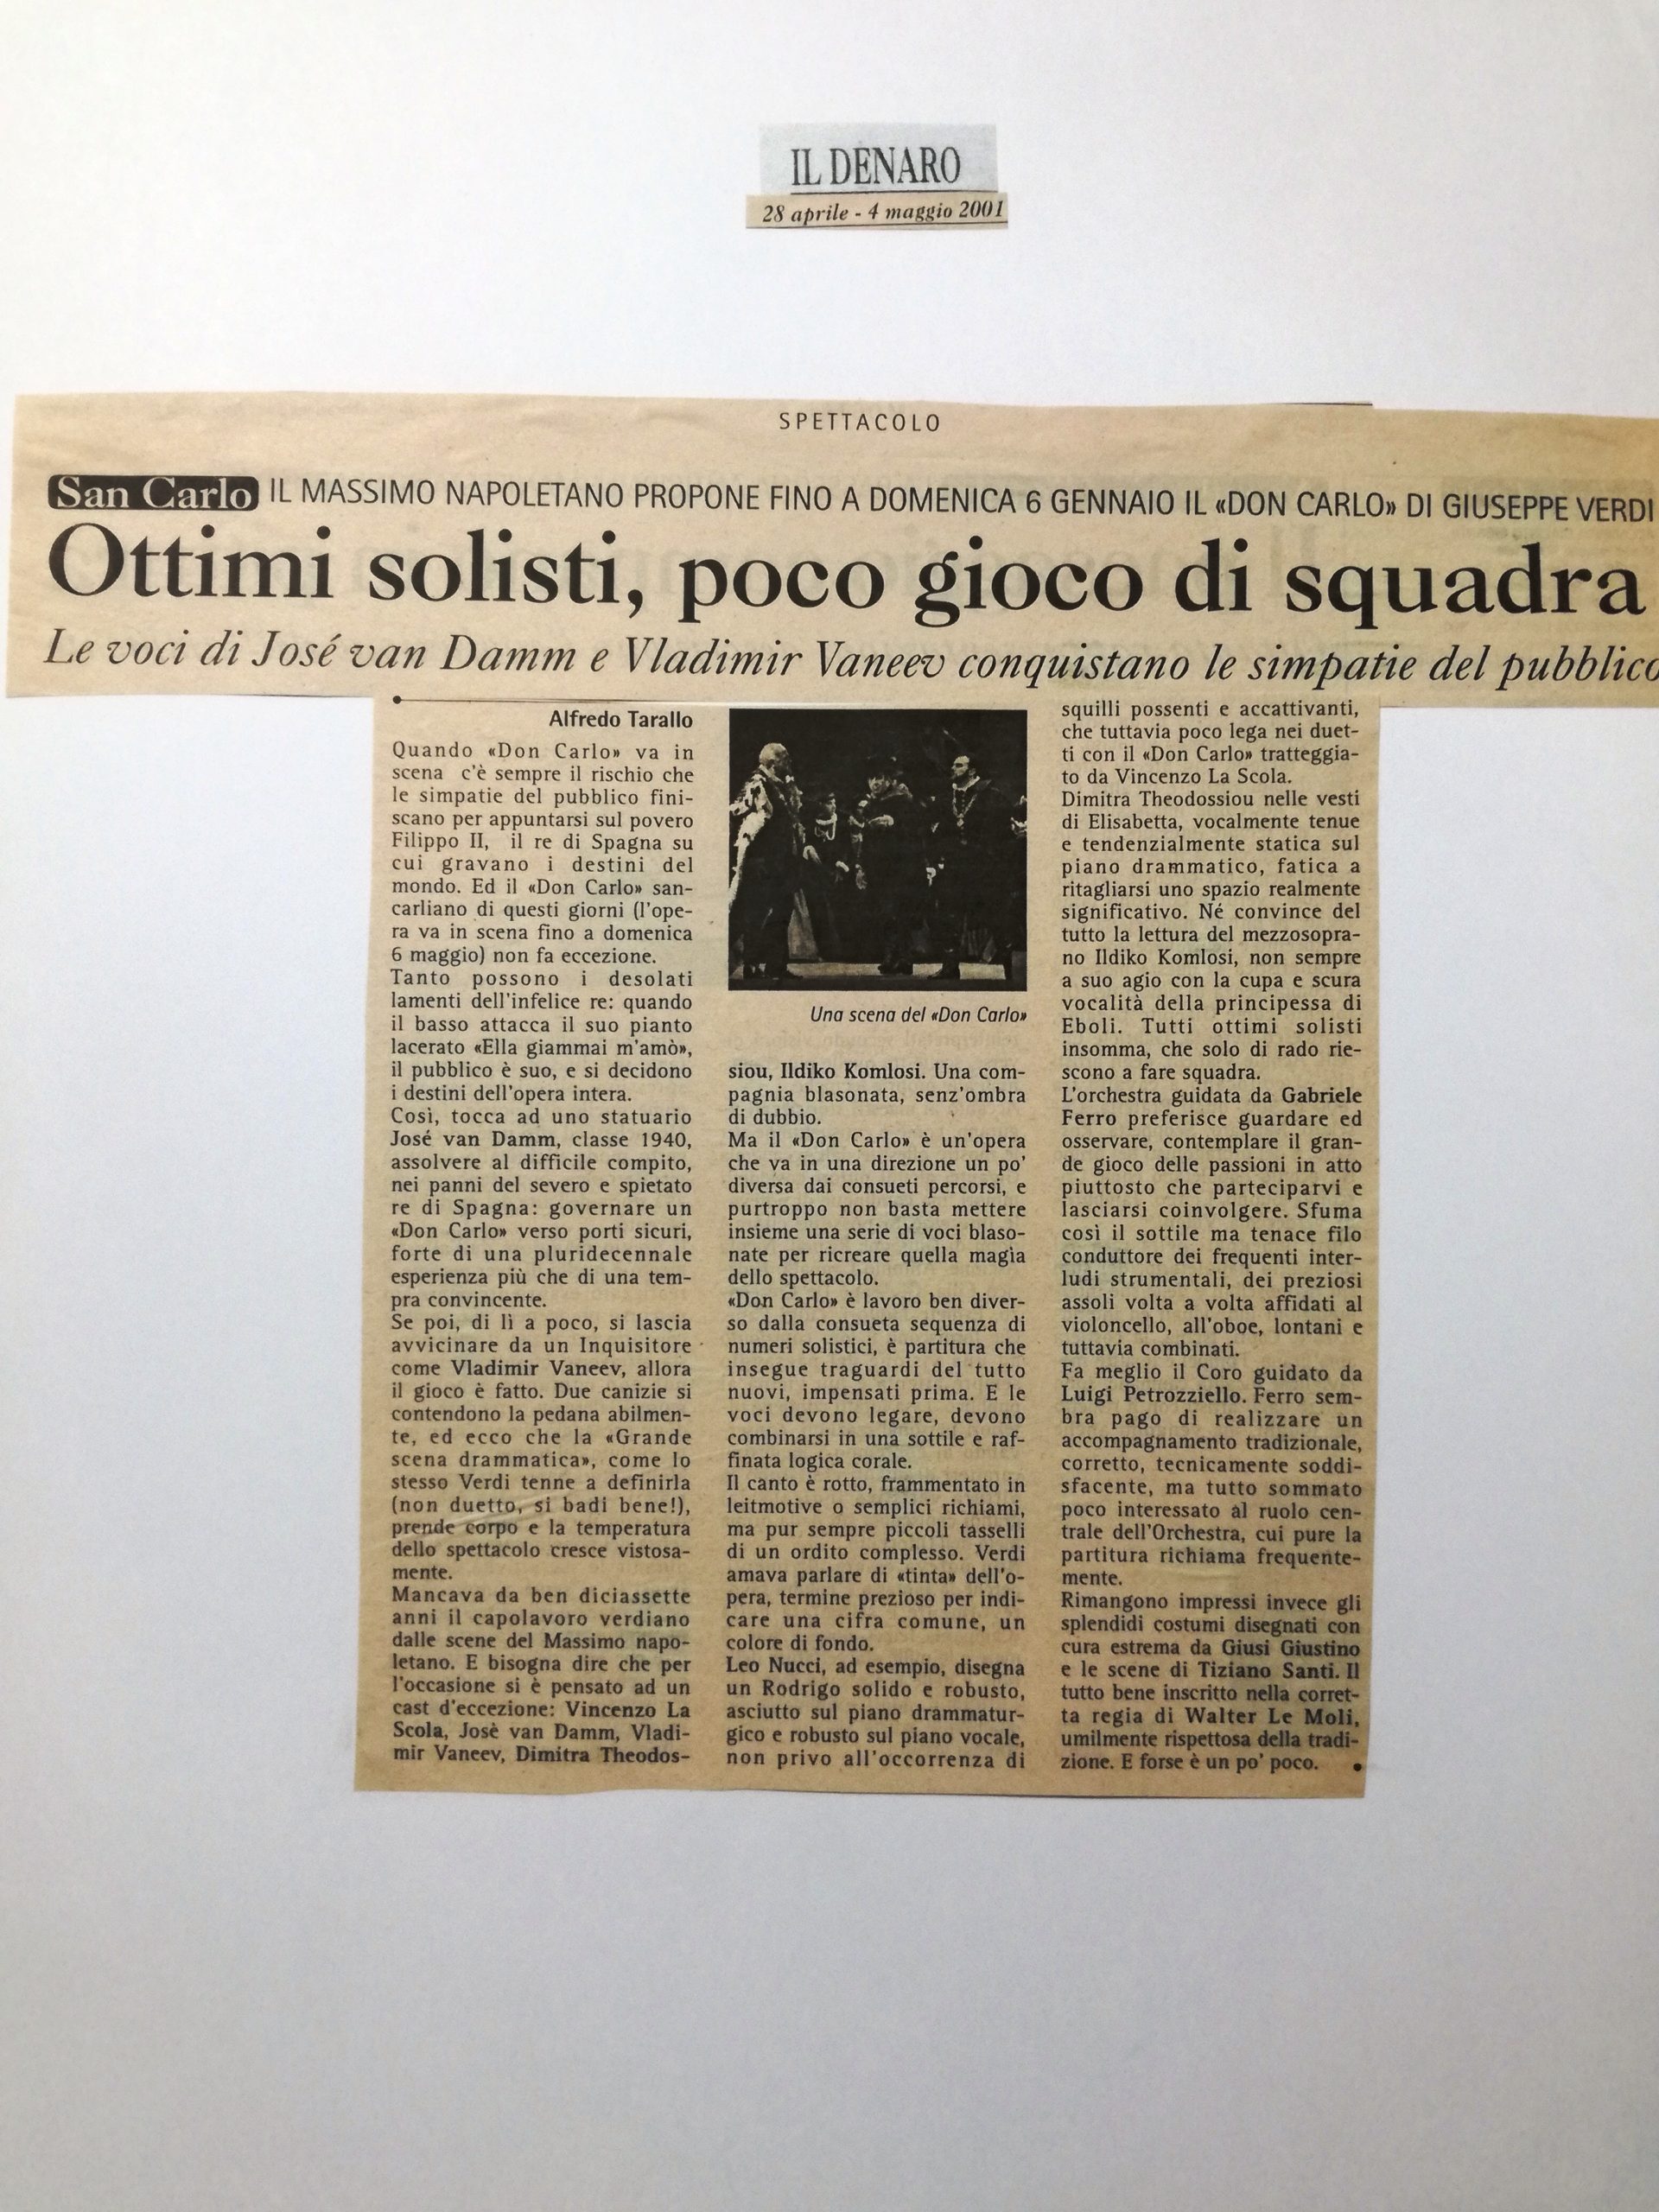 IL DENARO
28 aprile - 4 maggio 2001
SPETTACOLO
San Carlo IL MASSIMO NAPOLETANO PROPONE FINO A DOMENICA 6 GENNAIO IL «DON CARLO» DI GIUSEPPE VERDI
Ottimi solisti, poco gioco di squadra
Le voci di José van Damm e Vladimir Vaneev conquistano le simpatie del pubblico
Alfredo Tarallo
Quando «Don Carlo» va in
scena c'è sempre il rischio che
le simpatie del pubblico fini-
scano per appuntarsi sul povero
Filippo II, il re di Spagna su
cui gravano i destini del
mondo. Ed il «Don Carlo» san-
carliano di questi giorni (l'ope-
ra va in scena fino a domenica
6 maggio) non fa eccezione.
Tanto possono i desolati
lamenti dell'infelice re: quando
il basso attacca il suo pianto
lacerato «Ella giammai m'amò»,
il pubblico è suo, e si decidono
i destini dell'opera intera.
Così, tocca ad uno statuario
José van Damm, classe 1940,
assolvere al difficile compito,
nei panni del severo e spietato
re di Spagna: governare un
«Don Carlo» verso porti sicuri,
forte di una pluridecennale
esperienza più che di una tem-
pra convincente.
Se poi, di lì a poco, si lascia
avvicinare da un Inquisitore
come Vladimir Vaneev, allora
il gioco è fatto. Due canizie si
contendono la pedana abilmen-
te, ed ecco che la «Grande
scena drammatica», come lo
stesso Verdi tenne a definirla
(non duetto, si badi bene!),
prende corpo e la temperatura
dello spettacolo cresce vistosa-
mente.
Mancava da ben diciassette
anni il capolavoro verdiano
dalle scene del Massimo napo-
letano. E bisogna dire che per
l'occasione si è pensato ad un
cast d'eccezione: Vincenzo La
Scola, Josè van Damm, Vladi-
mir Vaneev, Dimitra Theodos-
Una scena del «Don Carlo»
siou, Ildiko Komlosi. Una com-
pagnia blasonata, senz'ombra
di dubbio.
Ma il «Don Carlo» è un'opera
che va in una direzione un po'
diversa dai consueti percorsi, e
purtroppo non basta mettere
insieme una serie di voci blaso-
nate per ricreare quella magìa
dello spettacolo.
«Don Carlo» è lavoro ben diver-
so dalla consueta sequenza di
numeri solistici, è partitura che
insegue traguardi del tutto
nuovi, impensati prima. E le
voci devono legare, devono
combinarsi in una sottile e raf-
finata logica corale.
Il canto è rotto, frammentato in
leitmotive o semplici richiami,
ma pur sempre piccoli tasselli
di un ordito complesso. Verdi
amava parlare di «tinta» dell'o-
pera, termine prezioso per indi-
care una cifra comune, un
colore di fondo.
Leo Nucci, ad esempio, disegna
un Rodrigo solido e robusto,
asciutto sul piano drammatur-
gico e robusto sul piano vocale,
non privo all'occorrenza di
squilli possenti e accattivanti,
che tuttavia poco lega nei duet-
ti con il «Don Carlo» tratteggia-
to da Vincenzo La Scola.
Dimitra Theodossiou nelle vesti
di Elisabetta, vocalmente tenue
e tendenzialmente statica sul
piano drammatico, fatica a
ritagliarsi uno spazio realmente
significativo. Né convince del
tutto la lettura del mezzosopra-
no Ildiko Komlosi, non sempre
a suo agio con la cupa e scura
vocalità della principessa di
Eboli. Tutti ottimi solisti
insomma, che solo di rado rie-
scono a fare squadra.
L'orchestra guidata da Gabriele
Ferro preferisce guardare ed
osservare, contemplare il gran-
de gioco delle passioni in atto
piuttosto che parteciparvi e
lasciarsi coinvolgere. Sfuma
così il sottile ma tenace filo
conduttore dei frequenti inter-
ludi strumentali, dei preziosi
assoli volta a volta affidati al
violoncello, all'oboe, lontani e
tuttavia combinati.
Fa meglio il Coro guidato da
Luigi Petrozziello. Ferro sem-
bra pago di realizzare un
accompagnamento tradizionale,
corretto, tecnicamente soddi-
sfacente, ma tutto sommato
poco interessato al ruolo cen-
trale dell'Orchestra, cui pure la
partitura richiama frequente-
mente.
Rimangono impressi invece gli
splendidi costumi disegnati con
cura estrema da Giusi Giustino
e le scene di Tiziano Santi. Il
tutto bene inscritto nella corret-
ta regia di Walter Le Moli,
umilmente rispettosa della tradi-
zione. E forse è un po' poco.